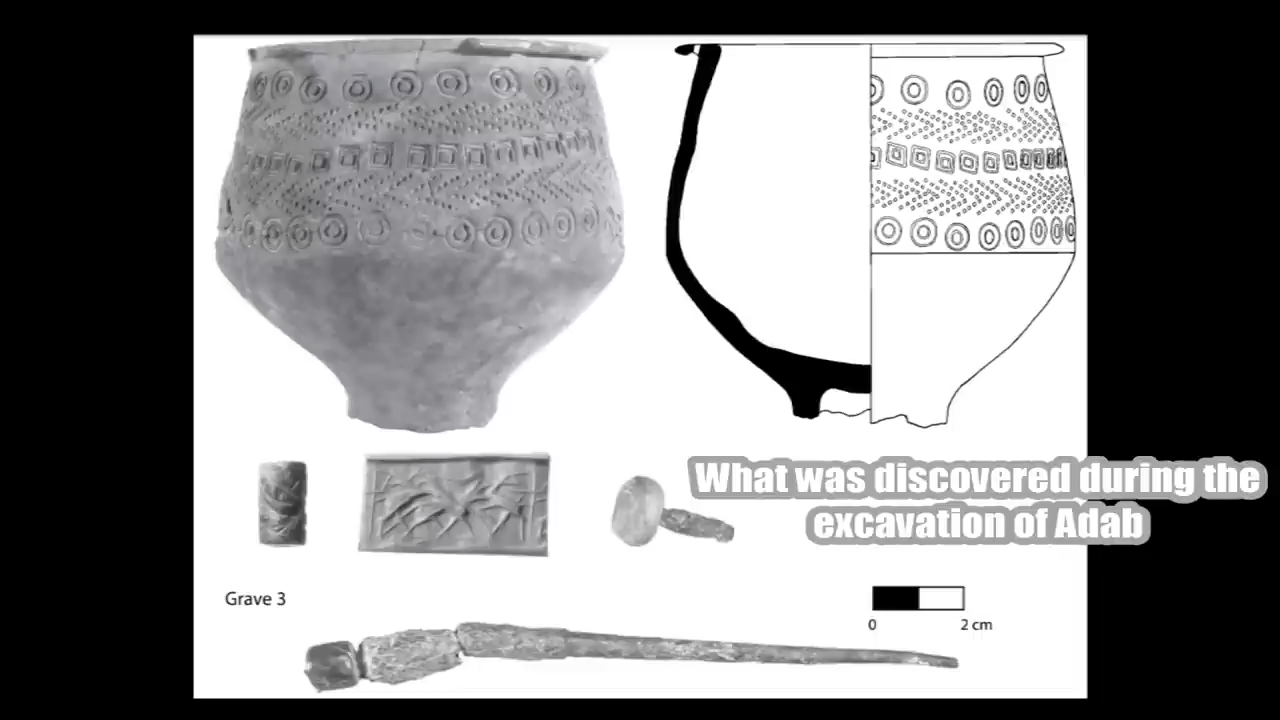 What was discovered during the
excavation of Adab
Grave 3
0 2 cm